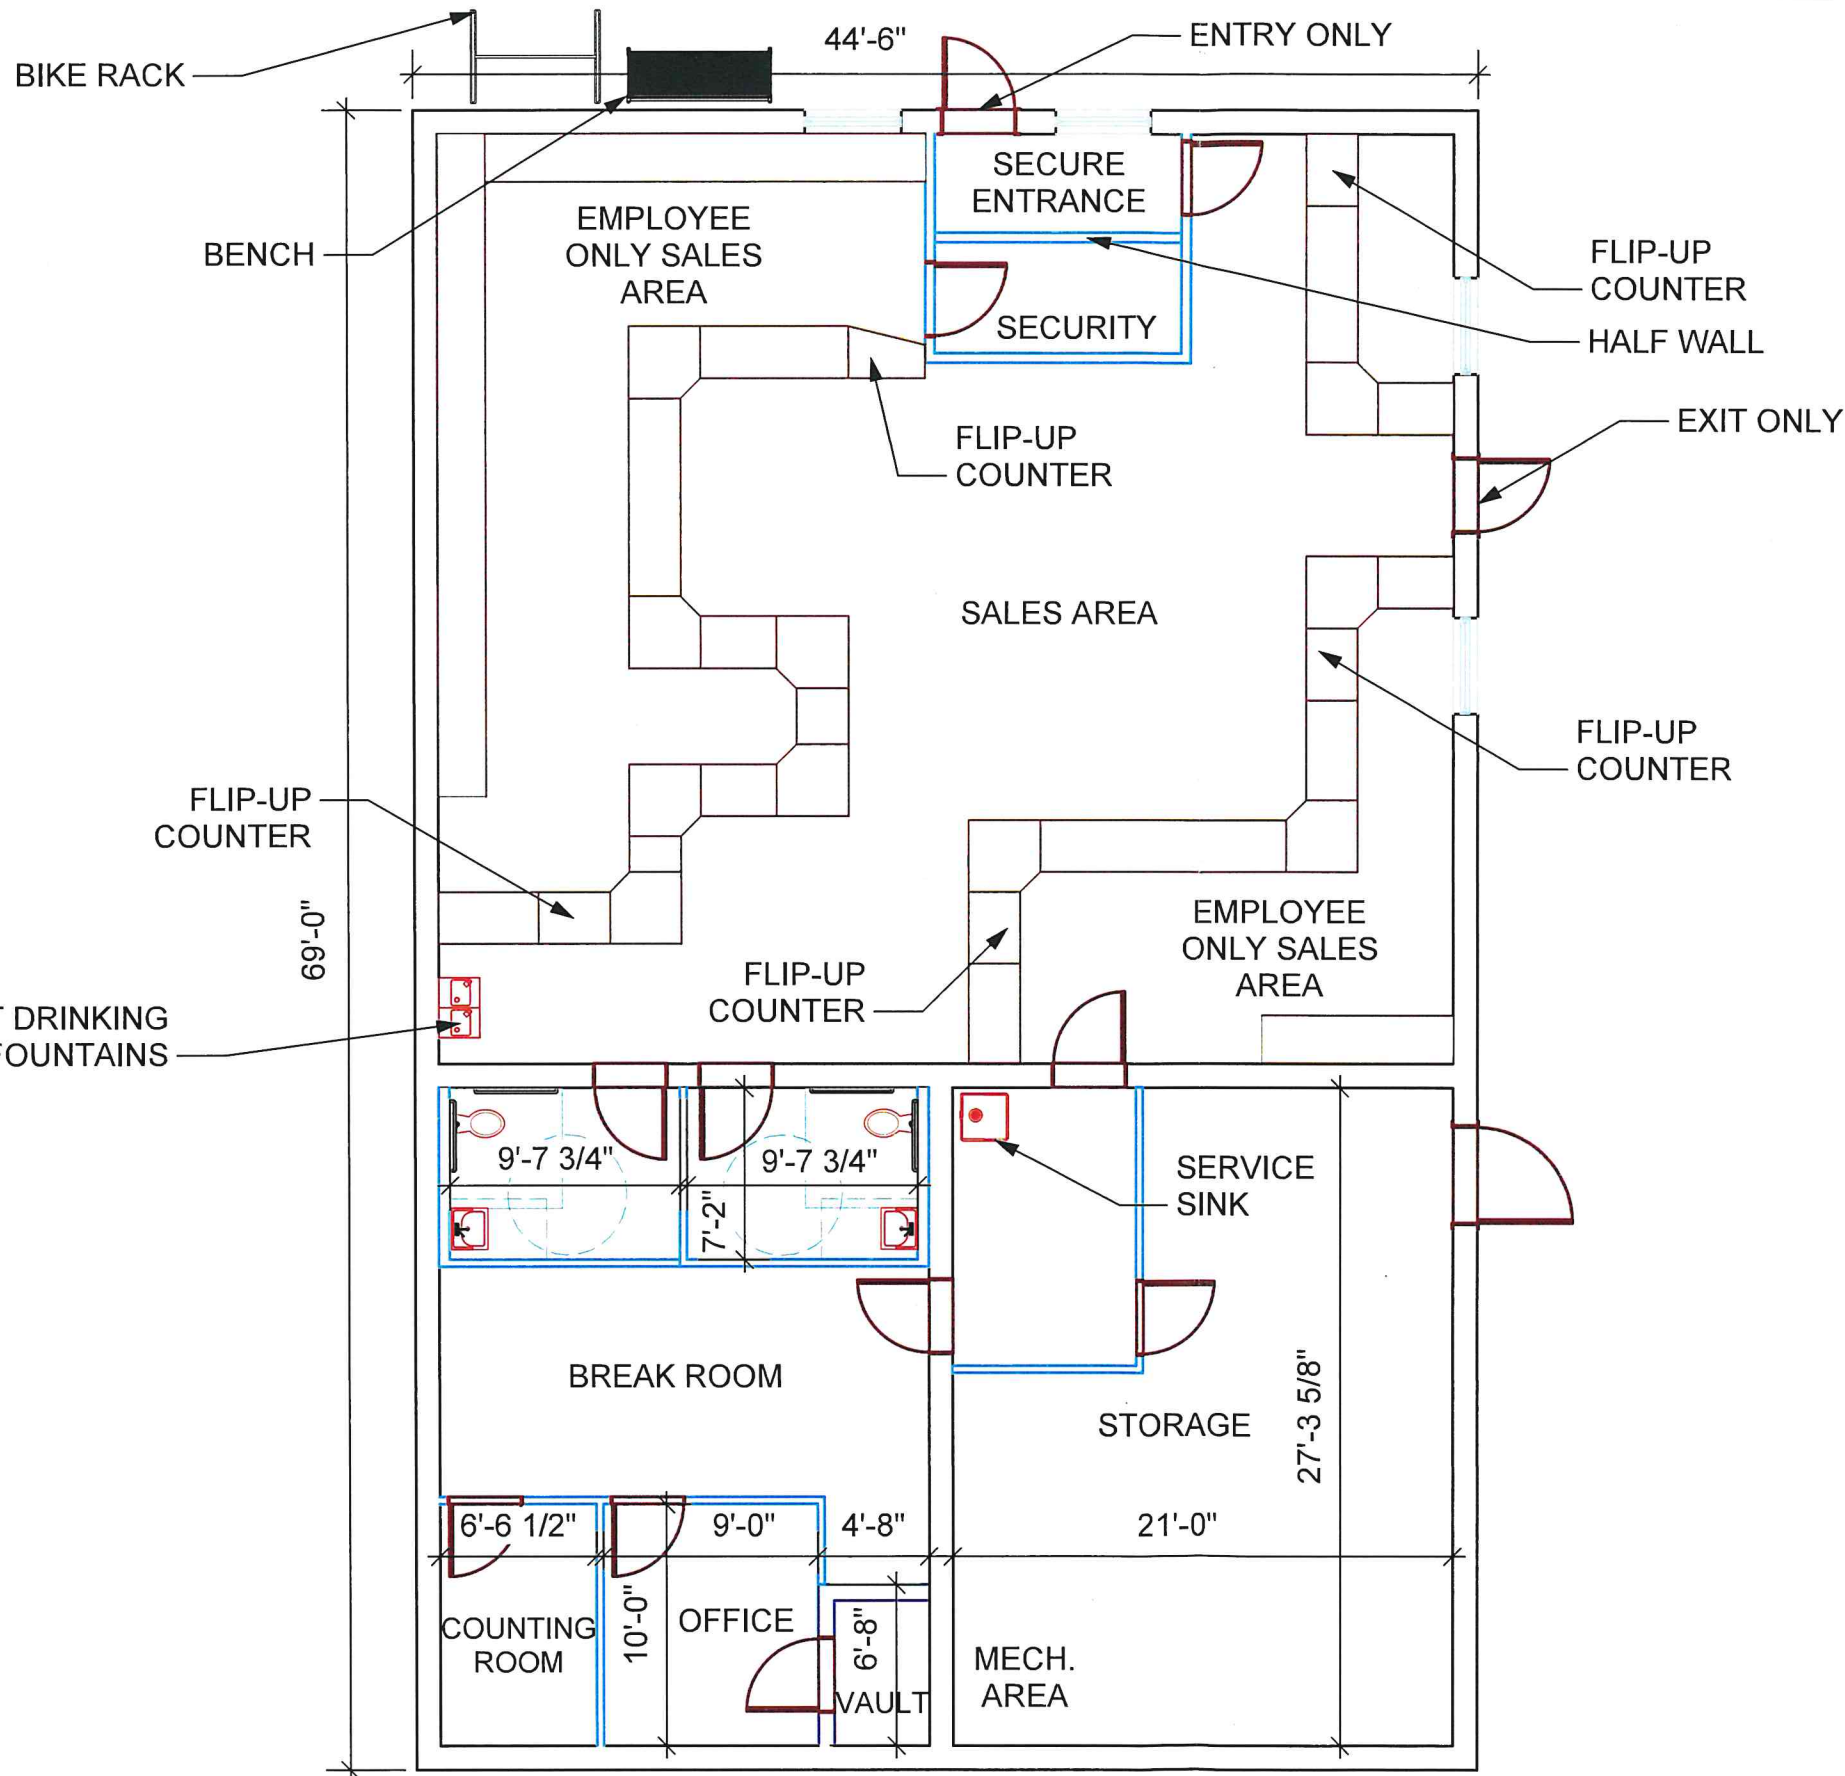 44'-6"
ENTRY ONLY
BIKE RACK
SECURE
ENTRANCE
EMPLOYEE
ONLY SALES
AREA
BENCH
FLIP-UP
COUNTER
SECURITY
HALF WALL
EXIT ONLY
FLIP-UP
COUNTER
SALES AREA
FLIP-UP
COUNTER
FLIP-UP
COUNTER
69'-0"
EMPLOYEE
ONLY SALES
AREA
FLIP-UP
COUNTER
T DRINKING
FOUNTAINS
9'-7 3/4"
9'-7 3/4"
7'-2"
SERVICE
SINK
BREAK ROOM
STORAGE
27'-3 5/8"
6'-6 1/2"
9'-0"
4'-8"
21'-0"
COUNTING
ROOM
10'-0"
OFFICE
6'-8"
VAULT
MECH.
AREA